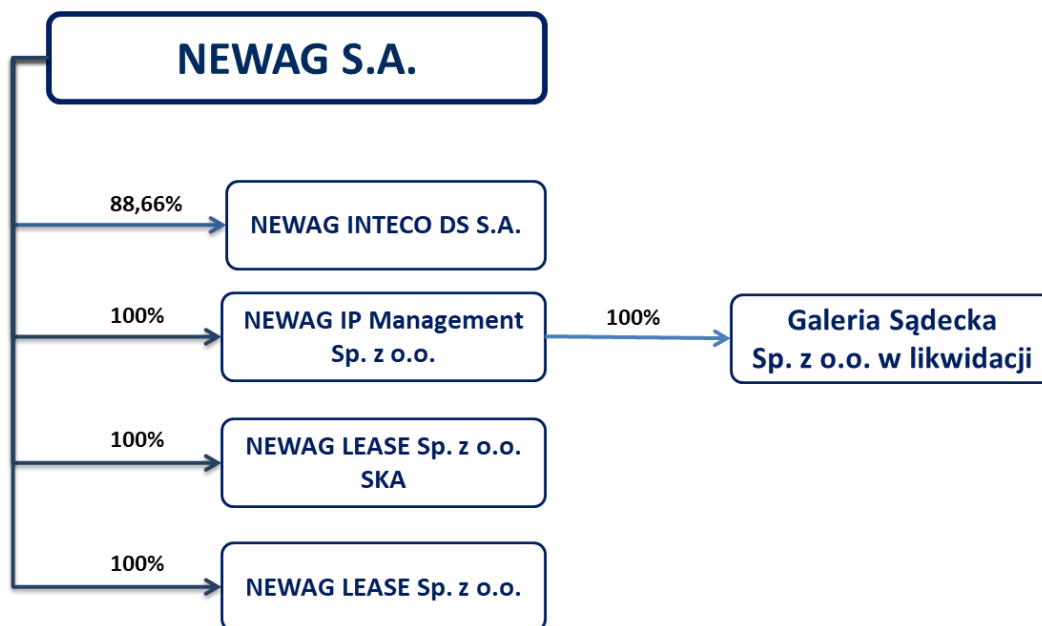 NEWAG S.A.
88,66%
NEWAG INTECO DS S.A.
100%
NEWAG IP Management
Sp. z o.o.
100%
Galeria Sądecka
Sp. z o.o. w likwidacji
100%
NEWAG LEASE Sp. z o.o.
SKA
100%
NEWAG LEASE Sp. z o.o.